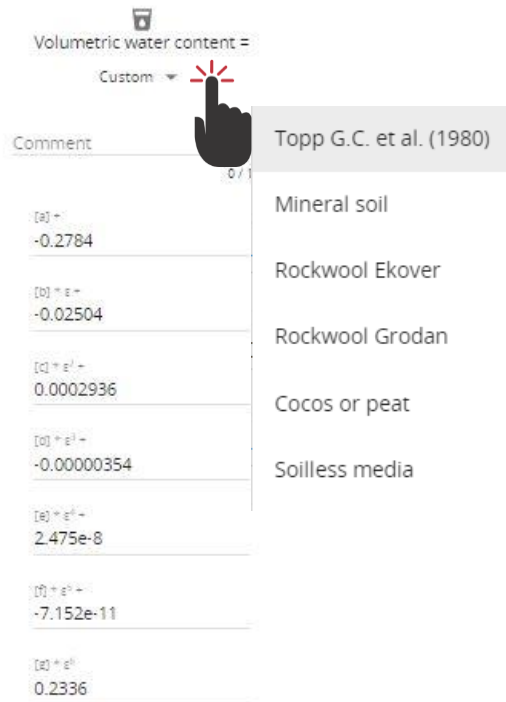 Volumetric water content =
Custom
Comment
0 / 1
[a] +
-0.2784
[b] * ε +
-0.02504
[c] * ε² +
0.0002936
[d] * ε³ +
-0.00000354
[e] * ε⁴ +
2.475e-8
[f] * ε⁵ +
-7.152e-11
[g] * ε⁶
0.2336
Topp G.C. et al. (1980)
Mineral soil
Rockwool Ekover
Rockwool Grodan
Cocos or peat
Soilless media